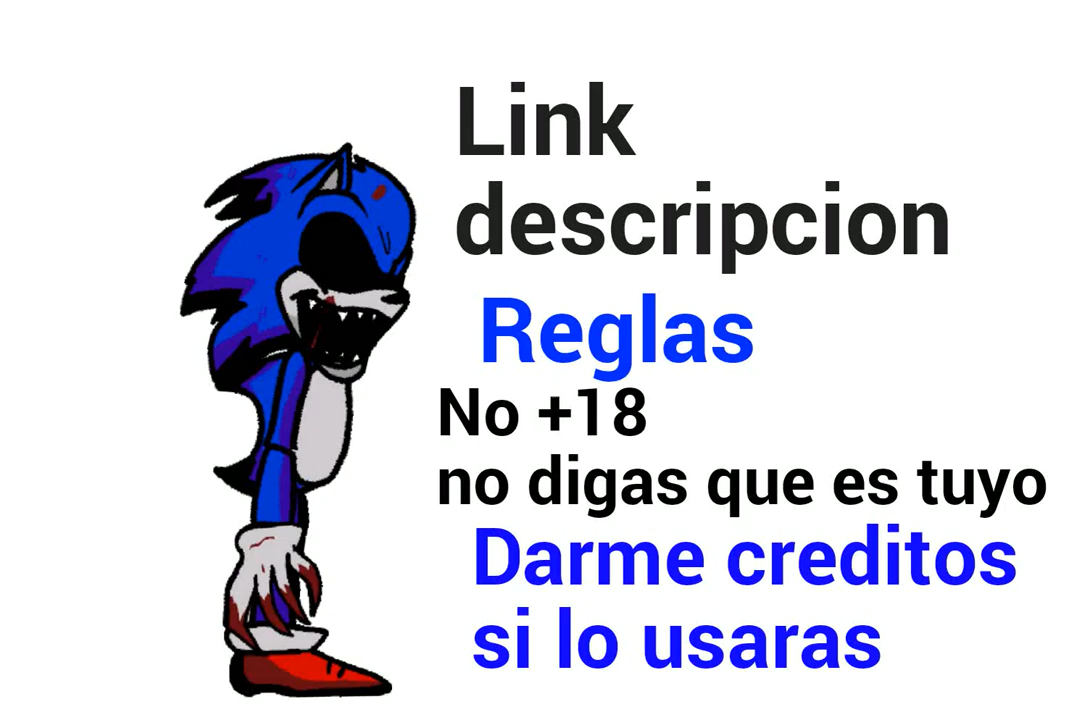 Link
descripcion
Reglas
No +18
no digas que es tuyo
Darme creditos
si lo usaras